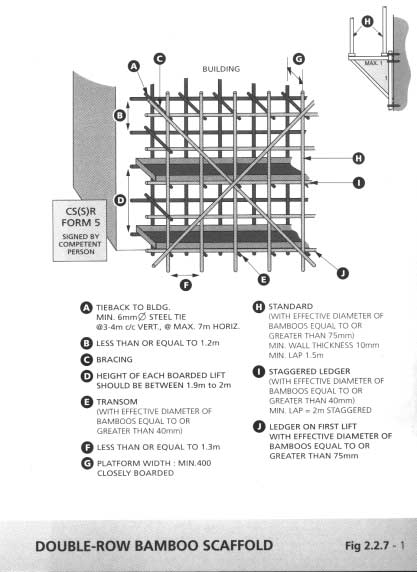 H
MAX. 1
1
A
C
BUILDING
G
B
H
I
D
CS(S)R
FORM 5
SIGNED BY
COMPETENT
PERSON
J
F
E
A TIEBACK TO BLDG.
MIN. 6mmØ STEEL TIE
@3-4m c/c VERT., @ MAX. 7m HORIZ.
B LESS THAN OR EQUAL TO 1.2m
C BRACING
D HEIGHT OF EACH BOARDED LIFT
SHOULD BE BETWEEN 1.9m to 2m
E TRANSOM
(WITH EFFECTIVE DIAMETER OF
BAMBOOS EQUAL TO OR
GREATER THAN 40mm)
F LESS THAN OR EQUAL TO 1.3m
G PLATFORM WIDTH : MIN.400
CLOSELY BOARDED
H STANDARD
(WITH EFFECTIVE DIAMETER OF
BAMBOOS EQUAL TO OR
GREATER THAN 75mm)
MIN. WALL THICKNESS 10mm
MIN. LAP 1.5m
I STAGGERED LEDGER
(WITH EFFECTIVE DIAMETER OF
BAMBOOS EQUAL TO OR
GREATER THAN 40mm)
MIN. LAP = 2m STAGGERED
J LEDGER ON FIRST LIFT
WITH EFFECTIVE DIAMETER OF
BAMBOOS EQUAL TO OR
GREATER THAN 75mm
DOUBLE-ROW BAMBOO SCAFFOLD
Fig 2.2.7 - 1